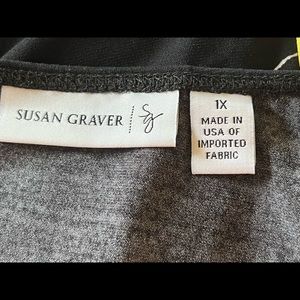 SUSAN GRAVER
sg
1X
MADE IN
USA OF
IMPORTED
FABRIC